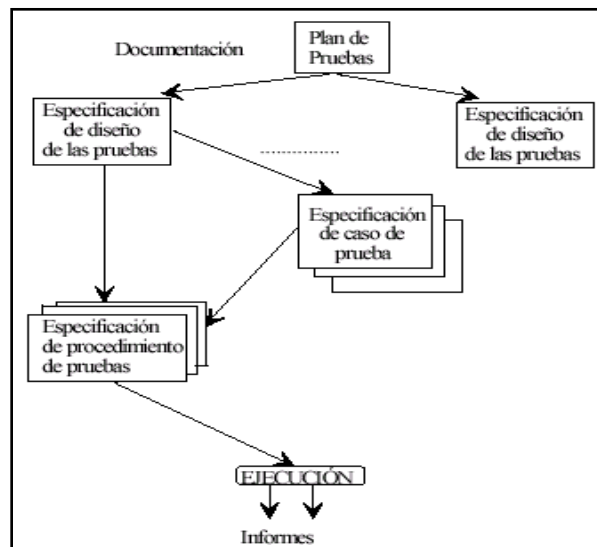 Documentación
Plan de
Pruebas
Especificación
de diseño
de las pruebas
Especificación
de diseño
de las pruebas
Especificación
de caso de
prueba
Especificación
de procedimiento
de pruebas
EJECUCIÓN
Informes